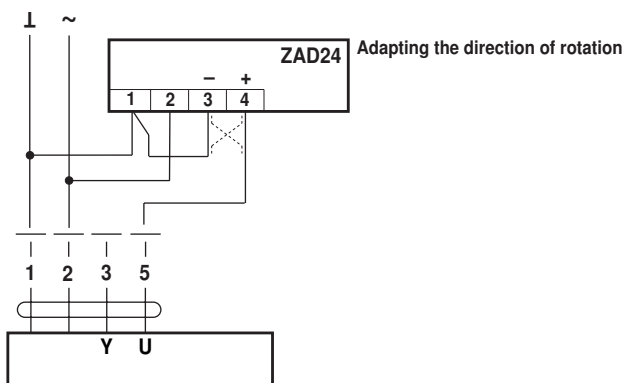 ⊥ ~
ZAD24
Adapting the direction of rotation
– +
1 2 3 4
1 2 3 5
Y U